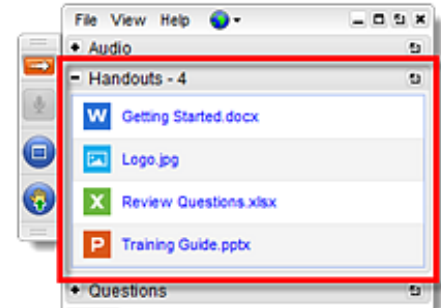 File View Help
Audio
Handouts - 4
W Getting Started.docx
Logo.jpg
X Review Questions.xlsx
P Training Guide.pptx
Questions